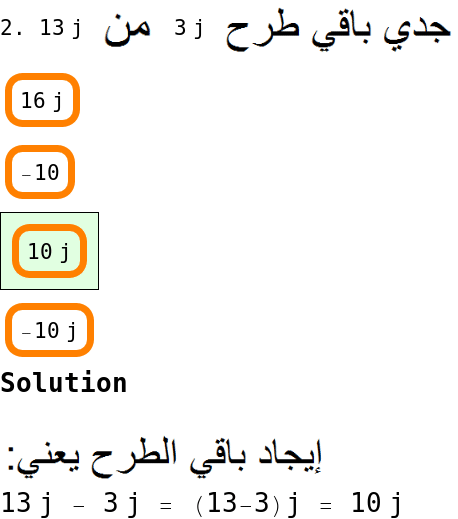 2. جدي باقي طرح 3 j من 13 j
16 j
-10
10 j
-10 j
Solution
إيجاد باقي الطرح يعني:
13 j - 3 j = (13-3)j = 10 j